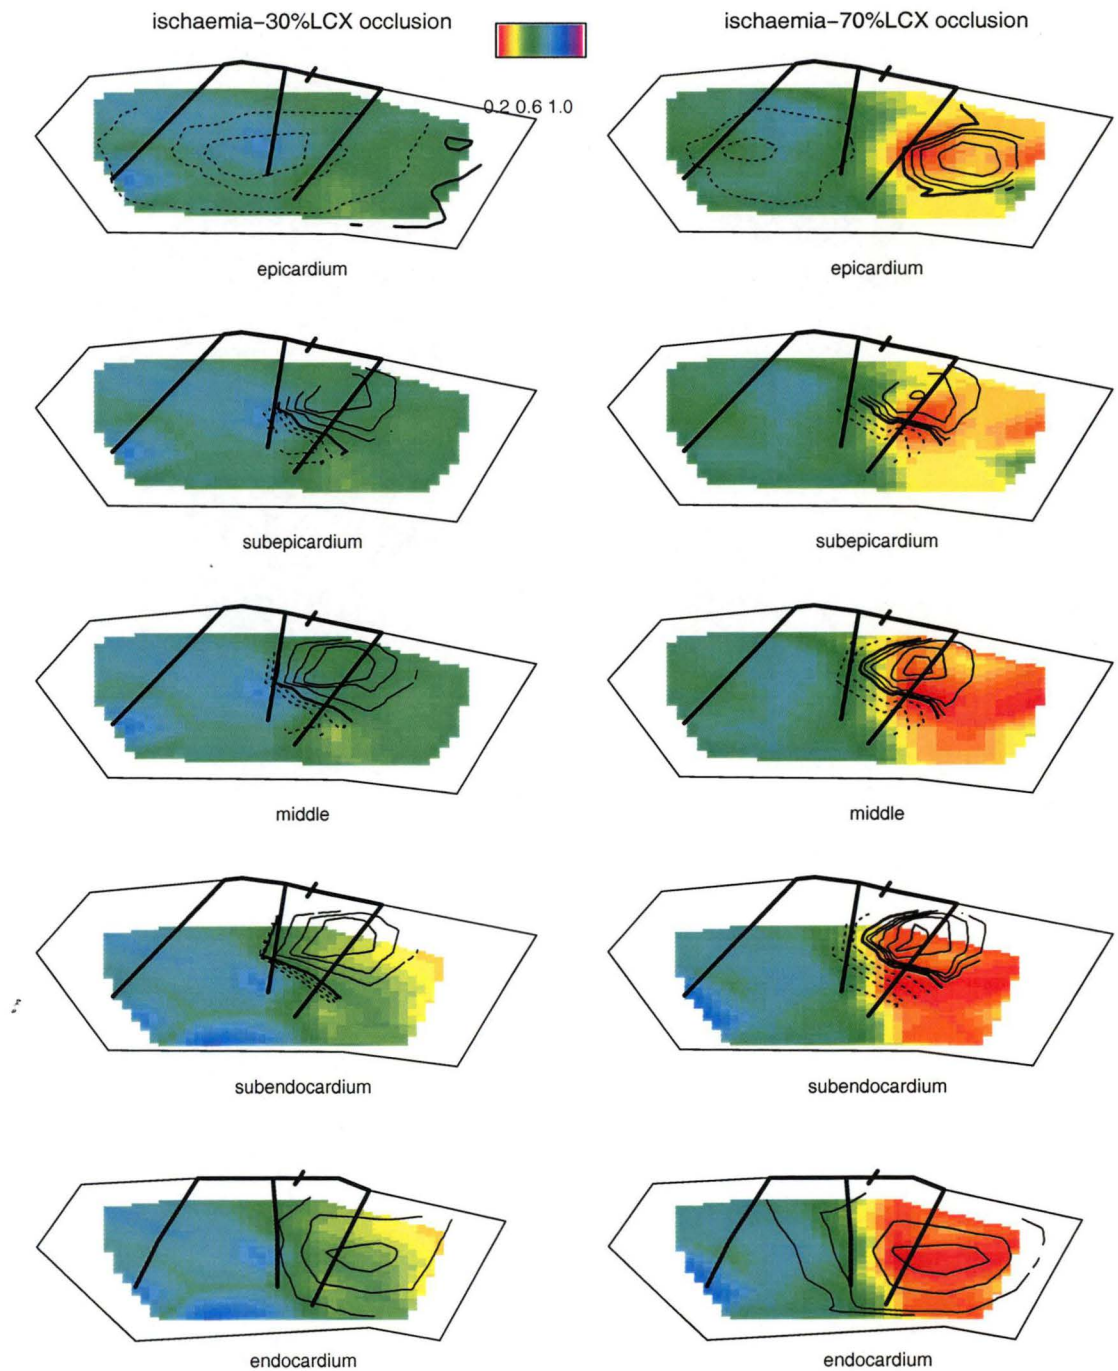 ischaemia-30%LCX occlusion
ischaemia-70%LCX occlusion
0.2 0.6 1.0
epicardium
epicardium
subepicardium
subepicardium
middle
middle
subendocardium
subendocardium
endocardium
endocardium